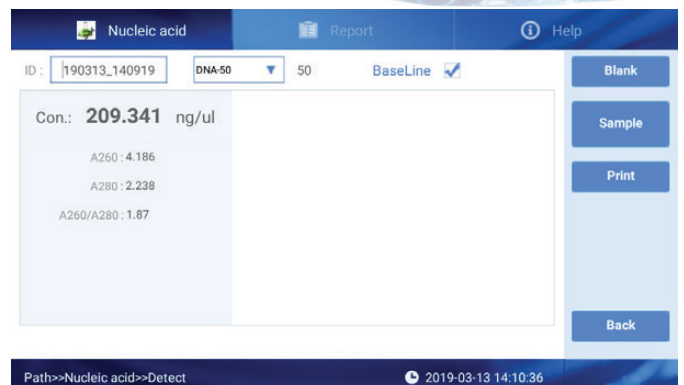 Nucleic acid Report Help
ID : 190313_140919 DNA-50 50 BaseLine Blank
Con.: 209.341 ng/ul Sample
A260 : 4.186
A280 : 2.238 Print
A260/A280 : 1.87
Back
Path>>Nucleic acid>>Detect 2019-03-13 14:10:36